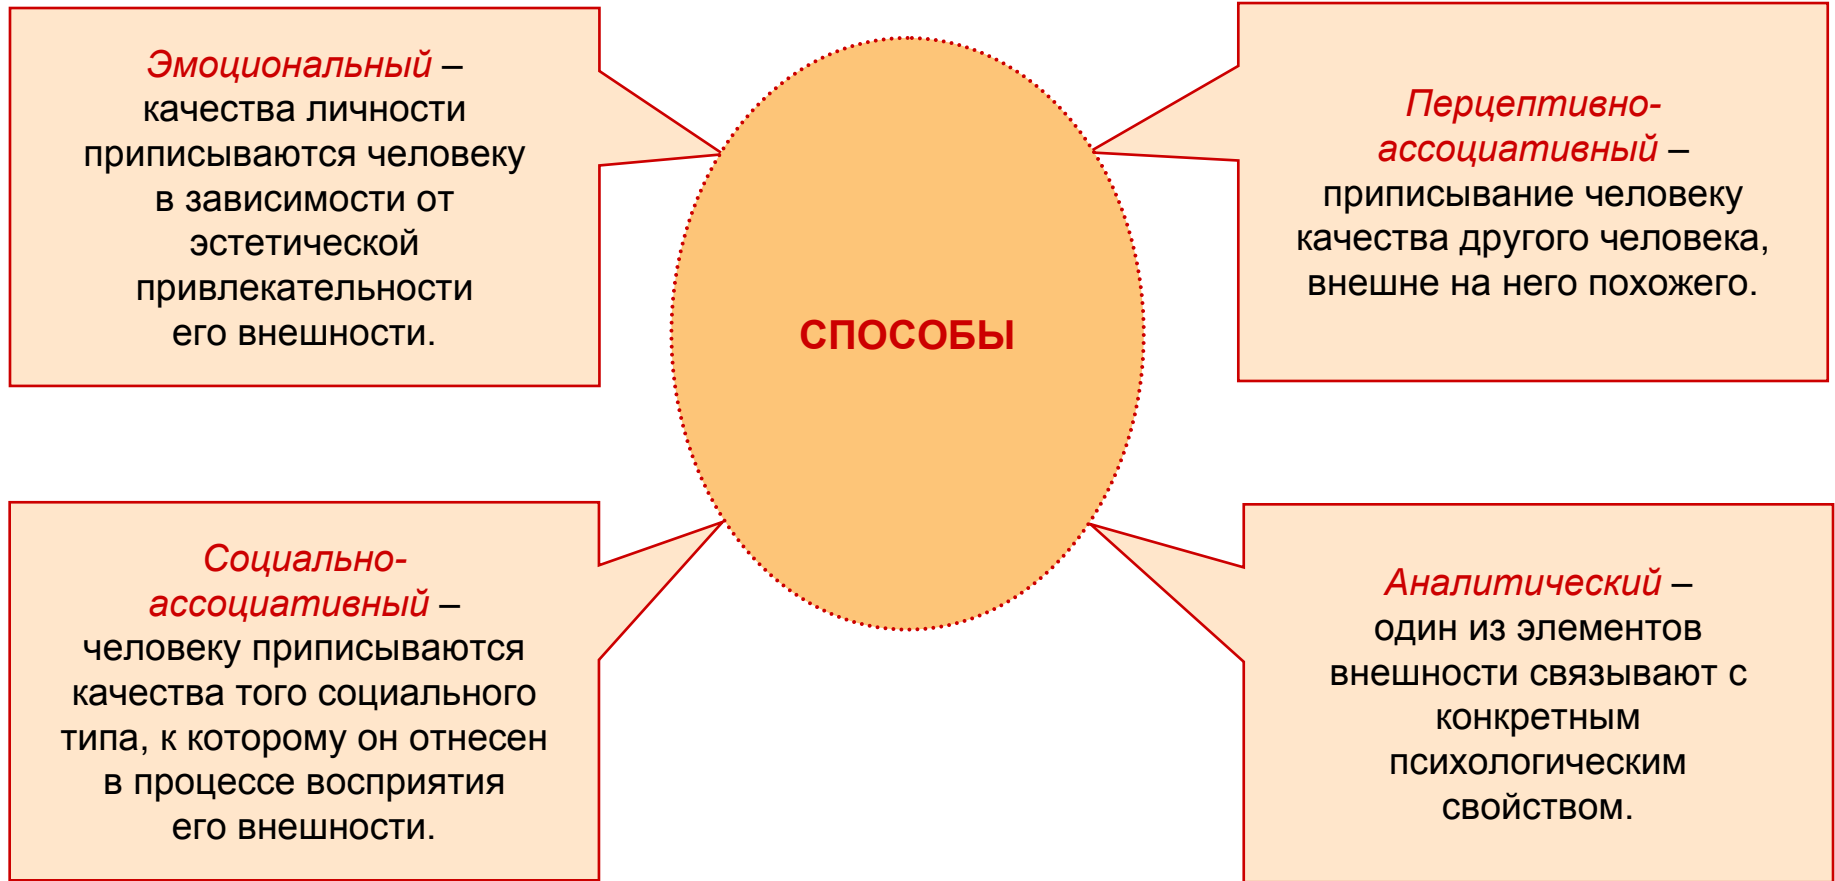 Эмоциональный –
качества личности
приписываются человеку
в зависимости от
эстетической
привлекательности
его внешности.
Перцептивно-
ассоциативный –
приписывание человеку
качества другого человека,
внешне на него похожего.
СПОСОБЫ
Социально-
ассоциативный –
человеку приписываются
качества того социального
типа, к которому он отнесен
в процессе восприятия
его внешности.
Аналитический –
один из элементов
внешности связывают с
конкретным
психологическим
свойством.